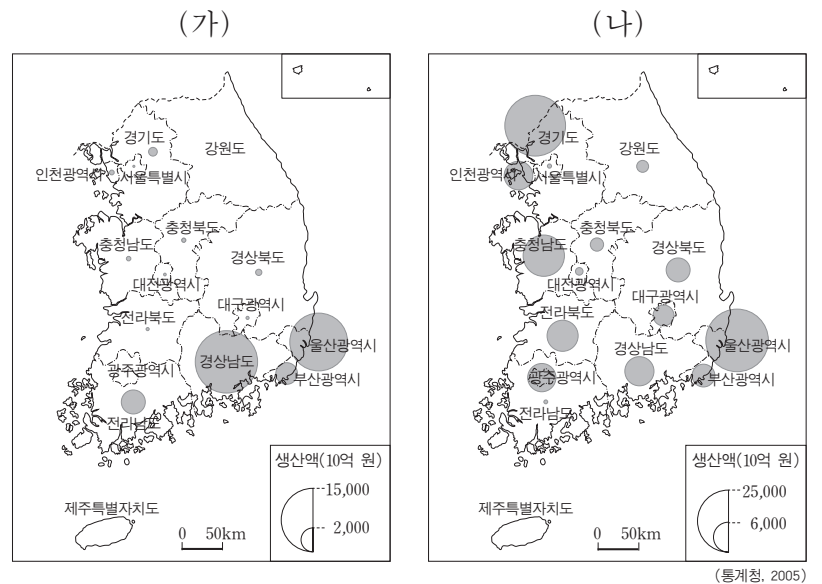 (가)
경기도
강원도
인천광역시
서울특별시
충청북도
충청남도
경상북도
대전광역시
대구광역시
전라북도
울산광역시
경상남도
광주광역시
부산광역시
전라남도
제주특별자치도
0 50km
생산액(10억 원)
15,000
2,000
(나)
경기도
강원도
인천광역시
서울특별시
충청북도
충청남도
경상북도
대전광역시
대구광역시
전라북도
울산광역시
경상남도
광주광역시
부산광역시
전라남도
제주특별자치도
0 50km
생산액(10억 원)
25,000
6,000
(통계청, 2005)